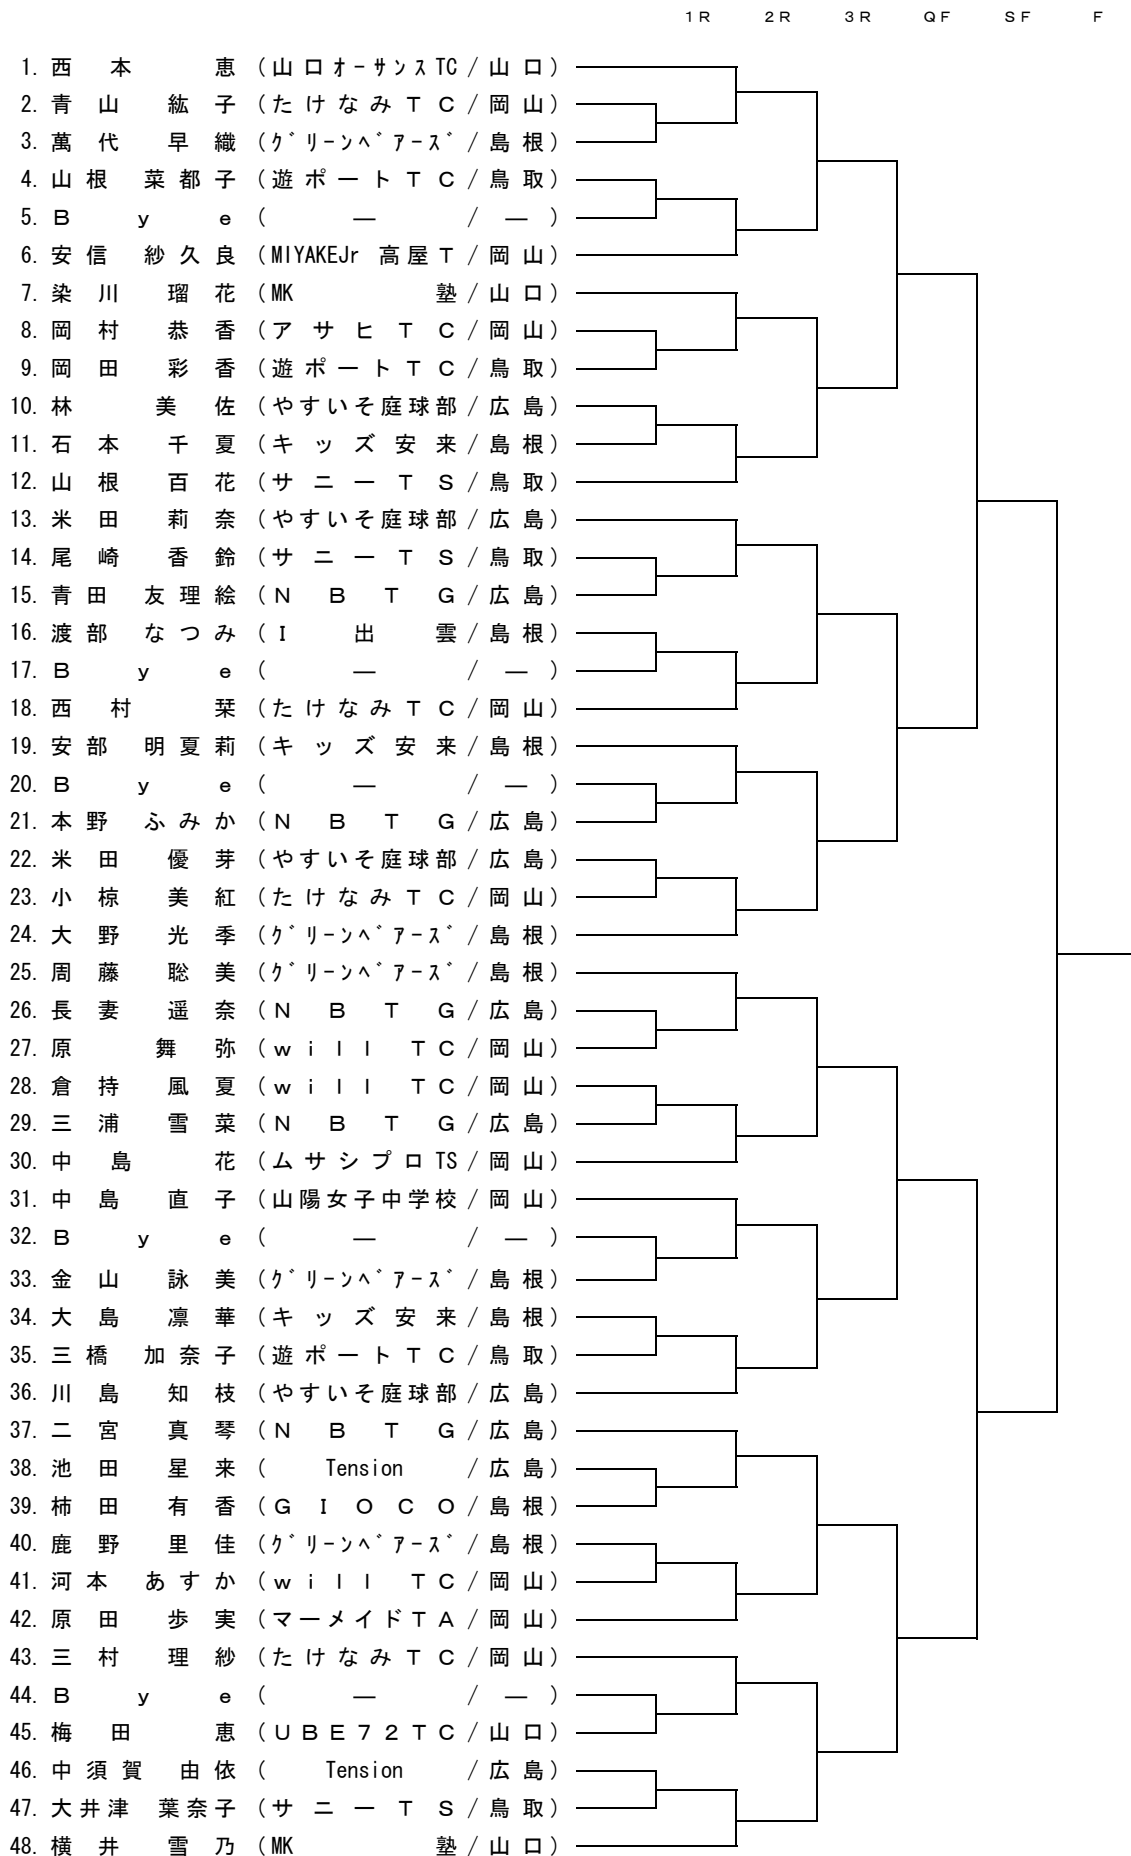 1R 2R 3R QF SF F
1. 西本 恵 (山口オーサンスTC/山口)
2. 青山 紘子 (たけなみTC/岡山)
3. 萬代 早織 (グリーンベアーズ/島根)
4. 山根 菜都子 (遊ポートTC/鳥取)
5. Bye (―/―)
6. 安信 紗久良 (MIYAKEJr 高屋T/岡山)
7. 染川 瑠花 (MK塾/山口)
8. 岡村 恭香 (アサヒTC/岡山)
9. 岡田 彩香 (遊ポートTC/鳥取)
10. 林 美佐 (やすいそ庭球部/広島)
11. 石本 千夏 (キッズ安来/島根)
12. 山根 百花 (サニーTS/鳥取)
13. 米田 莉奈 (やすいそ庭球部/広島)
14. 尾崎 香鈴 (サニーTS/鳥取)
15. 青田 友理絵 (NBTG/広島)
16. 渡部 なつみ (I出雲/島根)
17. Bye (―/―)
18. 西村 栞 (たけなみTC/岡山)
19. 安部 明夏莉 (キッズ安来/島根)
20. Bye (―/―)
21. 本野 ふみか (NBTG/広島)
22. 米田 優芽 (やすいそ庭球部/広島)
23. 小椋 美紅 (たけなみTC/岡山)
24. 大野 光季 (グリーンベアーズ/島根)
25. 周藤 聡美 (グリーンベアーズ/島根)
26. 長妻 遥奈 (NBTG/広島)
27. 原 舞弥 (will TC/岡山)
28. 倉持 風夏 (will TC/岡山)
29. 三浦 雪菜 (NBTG/広島)
30. 中島 花 (ムサシプロTS/岡山)
31. 中島 直子 (山陽女子中学校/岡山)
32. Bye (―/―)
33. 金山 詠美 (グリーンベアーズ/島根)
34. 大島 凛華 (キッズ安来/島根)
35. 三橋 加奈子 (遊ポートTC/鳥取)
36. 川島 知枝 (やすいそ庭球部/広島)
37. 二宮 真琴 (NBTG/広島)
38. 池田 星来 (Tension/広島)
39. 柿田 有香 (GIOCO/島根)
40. 鹿野 里佳 (グリーンベアーズ/島根)
41. 河本 あすか (will TC/岡山)
42. 原田 歩実 (マーメイドTA/岡山)
43. 三村 理紗 (たけなみTC/岡山)
44. Bye (―/―)
45. 梅田 恵 (UBE72TC/山口)
46. 中須賀 由依 (Tension/広島)
47. 大井津 葉奈子 (サニーTS/鳥取)
48. 横井 雪乃 (MK塾/山口)